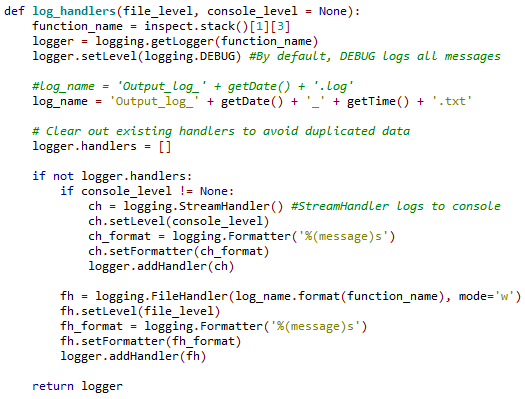 def log_handlers(file_level, console_level = None):
    function_name = inspect.stack()[1][3]
    logger = logging.getLogger(function_name)
    logger.setLevel(logging.DEBUG) #By default, DEBUG logs all messages

    #log_name = 'Output_log_' + getDate() + '.log'
    log_name = 'Output_log_' + getDate() + '_' + getTime() + '.txt'

    # Clear out existing handlers to avoid duplicated data
    logger.handlers = []

    if not logger.handlers:
        if console_level != None:
            ch = logging.StreamHandler() #StreamHandler logs to console
            ch.setLevel(console_level)
            ch_format = logging.Formatter('%(message)s')
            ch.setFormatter(ch_format)
            logger.addHandler(ch)

        fh = logging.FileHandler(log_name.format(function_name), mode='w')
        fh.setLevel(file_level)
        fh_format = logging.Formatter('%(message)s')
        fh.setFormatter(fh_format)
        logger.addHandler(fh)

    return logger